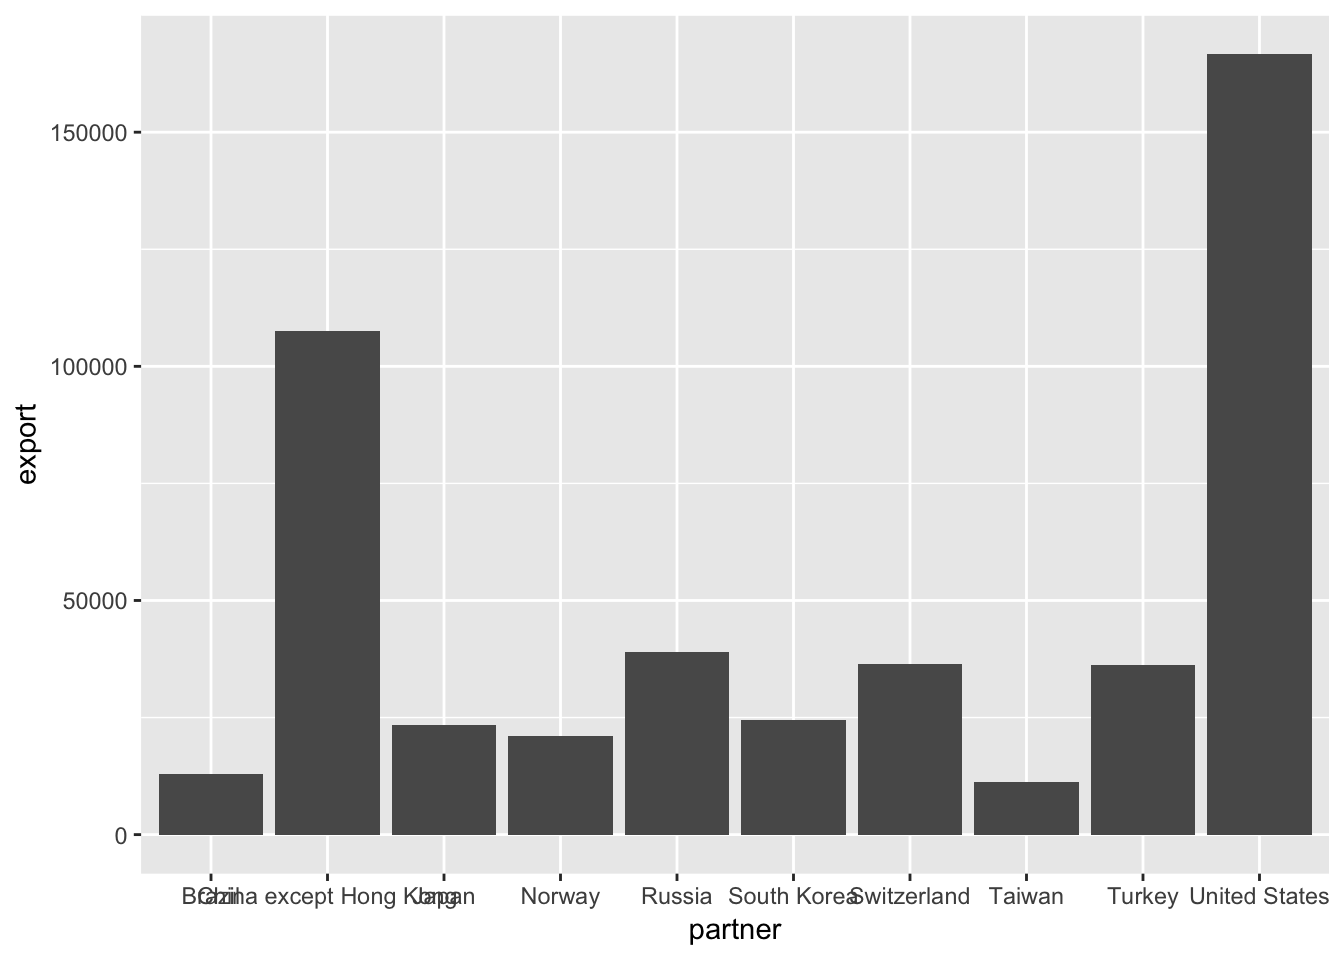 150000
100000
50000
0
export
Brazil
China except Hong Kong
Japan
Norway
Russia
South Korea
Switzerland
Taiwan
Turkey
United States
partner